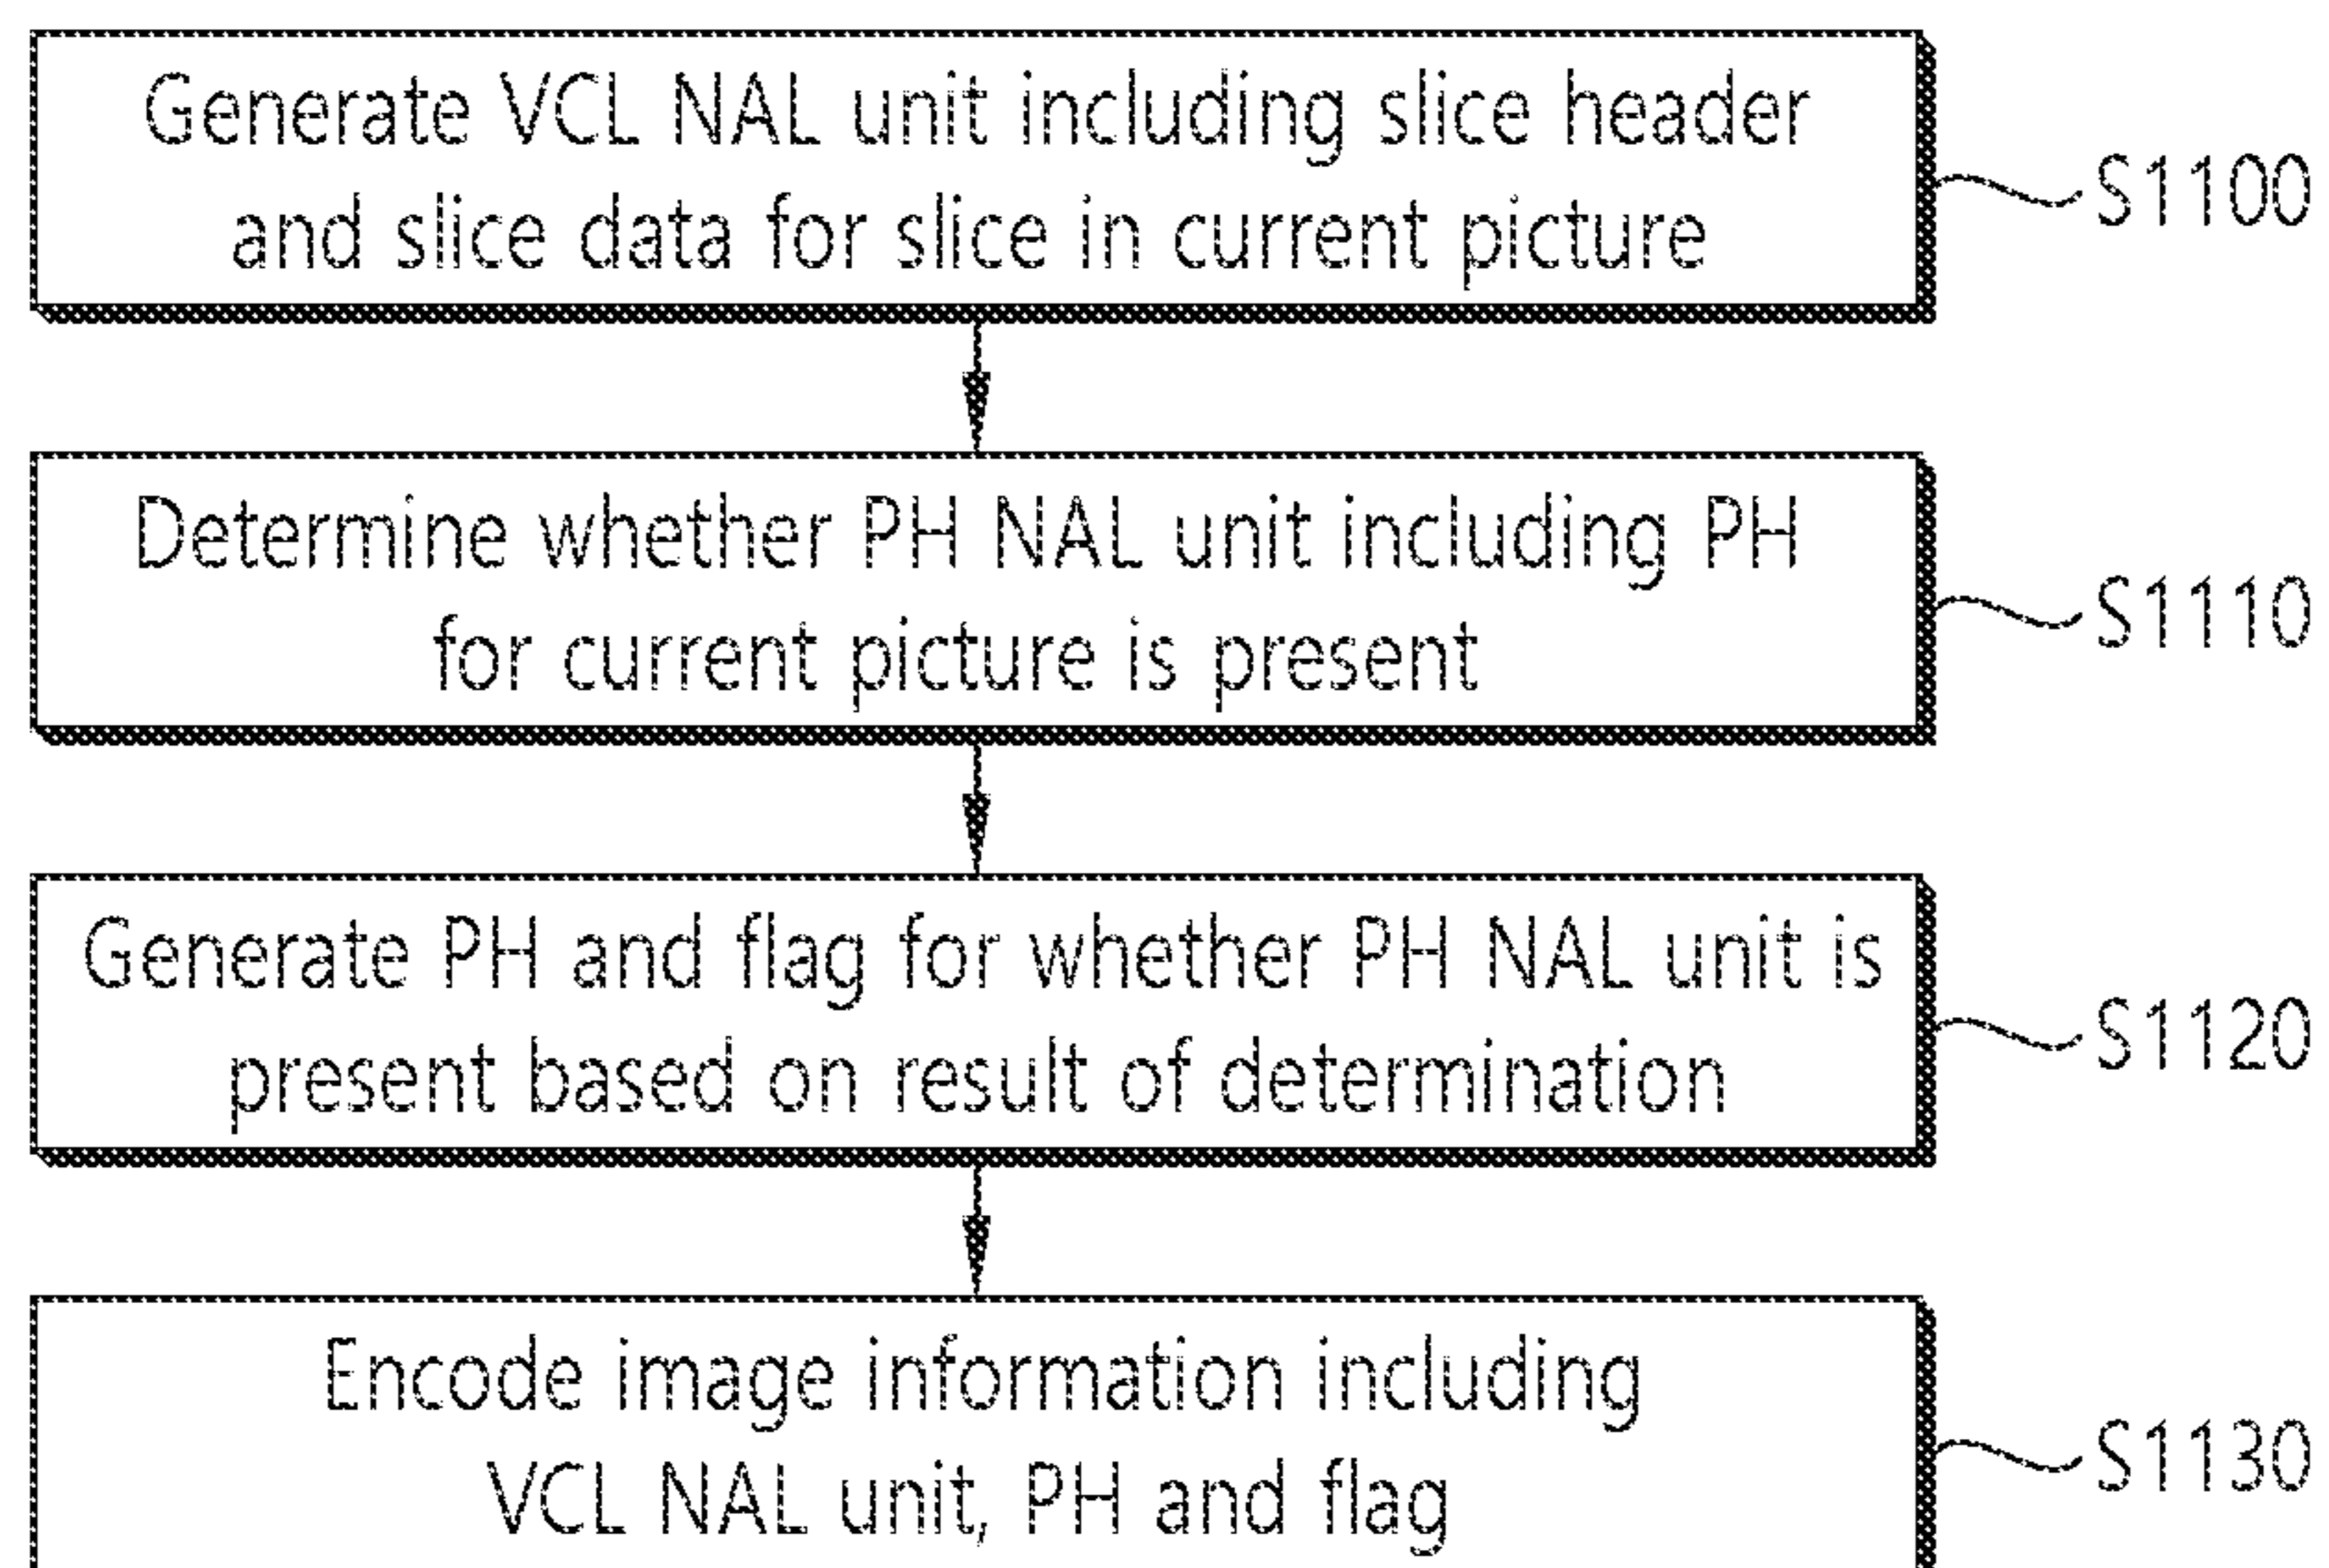 Generate VCL NAL unit including slice header
and slice data for slice in current picture
S1100
Determine whether PH NAL unit including PH
for current picture is present
S1110
Generate PH and flag for whether PH NAL unit is
present based on result of determination
S1120
Encode image information including
VCL NAL unit, PH and flag
S1130